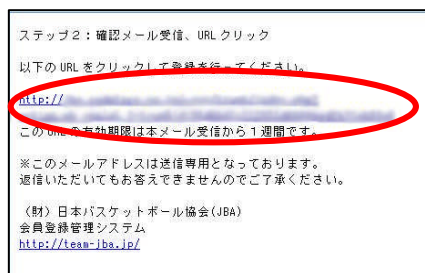 ステップ２：確認メール受信、URLクリック
以下のURLをクリックして登録を行ってください。
http://
このURLの有効期限は本メール受信から１週間です。
※このメールアドレスは送信専用となっております。
返信いただいてもお答えできませんのでご了承ください。
（財）日本バスケットボール協会(JBA)
会員登録管理システム
http://team-jba.jp/